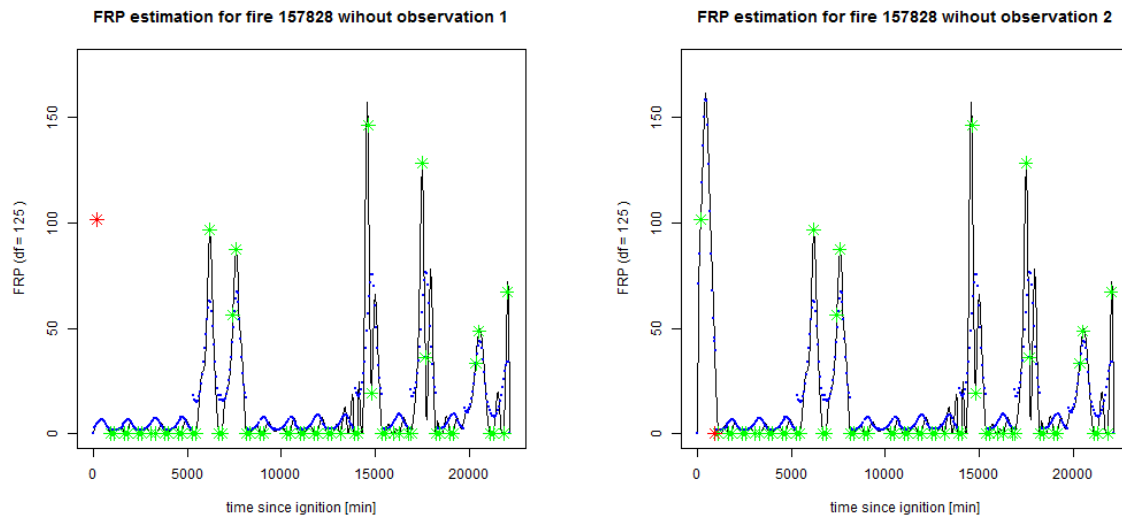 FRP estimation for fire 157828 wihout observation 1
150
100
50
0
FRP (df = 125 )
0 5000 10000 15000 20000
time since ignition [min]
FRP estimation for fire 157828 wihout observation 2
150
100
50
0
FRP (df = 125 )
0 5000 10000 15000 20000
time since ignition [min]